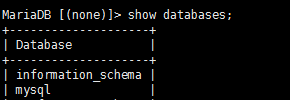 MariaDB [(none)]> show databases;
+--------------------+
| Database           |
+--------------------+
| information_schema |
| mysql              |